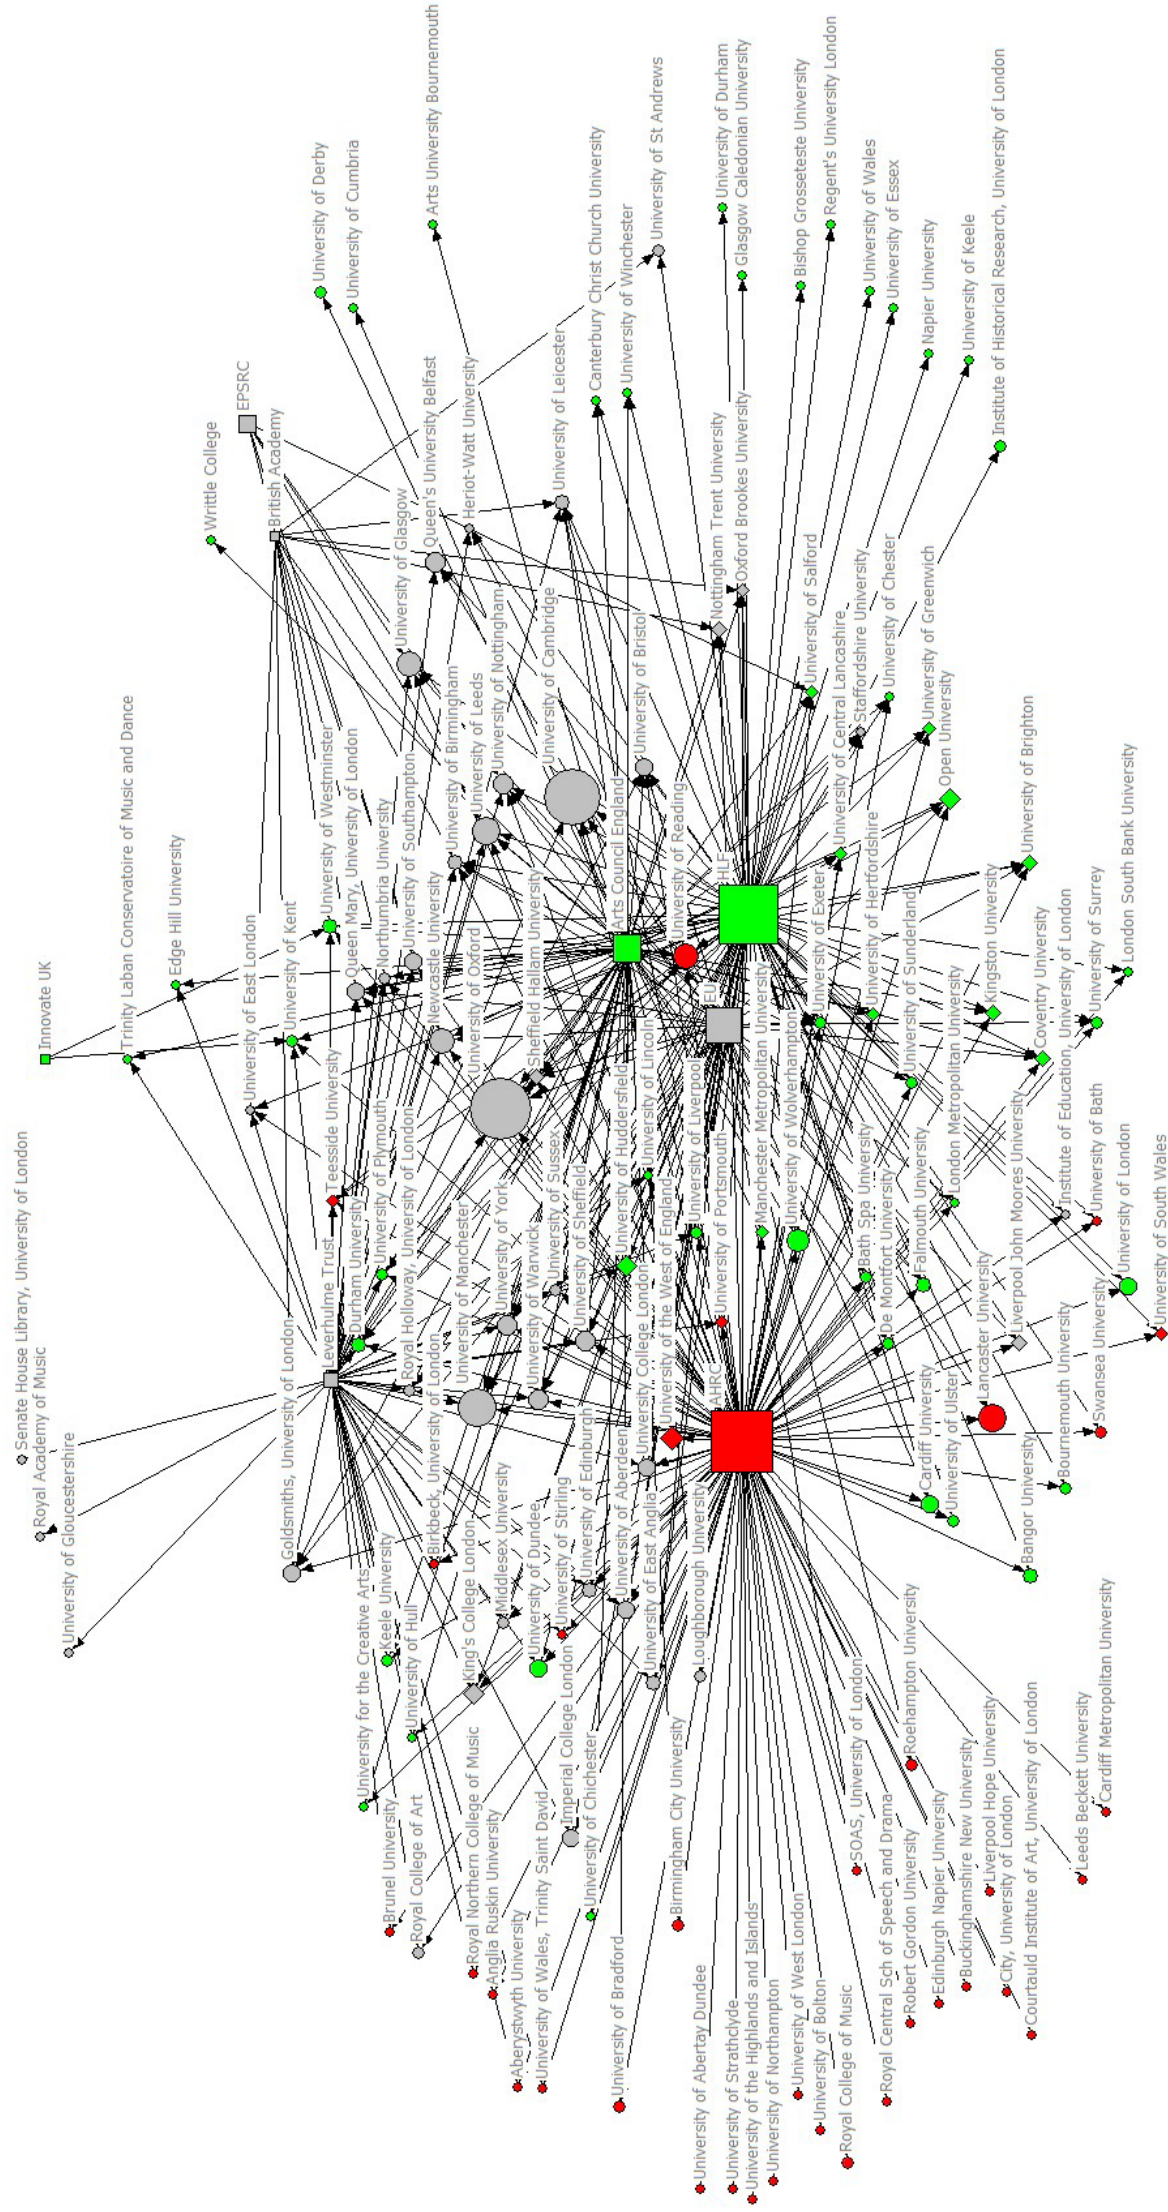 Senate House Library, University of London
Royal Academy of Music
University of Gloucestershire
Innovate UK
Trinity Laban Conservatoire of Music and Dance
Edge Hill University
Writtle College
EPSRC
British Academy
University of East London
University of Kent
Goldsmiths, University of London
University of Derby
University of Cumbria
Arts University Bournemouth
University of Westminster
Queen Mary, University of London
Northumbria University
University of Southampton
Newcastle University
Teesside University
Leverhulme Trust
Durham University
University of Plymouth
Royal Holloway, University of London
Birkbeck, University of London
University of Manchester
University for the Creative Arts
Keele University
University of Hull
Brunel University
Royal College of Art
Royal Northern College of Music
Anglia Ruskin University
Aberystwyth University
University of Wales, Trinity Saint David
University of Glasgow
Queen's University Belfast
Heriot-Watt University
University of Leicester
University of Birmingham
University of Leeds
University of Nottingham
University of Cambridge
University of Oxford
Sheffield Hallam University
University of York
University of Warwick
University of Sussex
University of Sheffield
King's College London
Middlesex University
University of Dundee
University of Stirling
Imperial College London
University of Chichester
University of Edinburgh
University of Aberdeen
University of East Anglia
University College London
University of the West of England
University of Huddersfield
University of Lincoln
Arts Council England
University of Bristol
University of Reading
Canterbury Christ Church University
University of Winchester
University of St Andrews
University of Durham
Glasgow Caledonian University
Nottingham Trent University
Oxford Brookes University
HLF
EU
University of Liverpool
University of Portsmouth
AHRC
Loughborough University
Birmingham City University
University of Bradford
University of Abertay Dundee
University of Strathclyde
University of the Highlands and Islands
University of Northampton
University of West London
University of Bolton
Royal College of Music
Manchester Metropolitan University
University of Wolverhampton
University of Exeter
University of Salford
University of Central Lancashire
Staffordshire University
University of Chester
University of Greenwich
Open University
Bishop Grosseteste University
Regent's University London
University of Wales
University of Essex
Napier University
University of Keele
Institute of Historical Research, University of London
University of Hertfordshire
University of Sunderland
Bath Spa University
De Montfort University
Falmouth University
London Metropolitan University
Kingston University
University of Brighton
Coventry University
Institute of Education, University of London
University of Surrey
London South Bank University
University of Bath
University of London
University of South Wales
Liverpool John Moores University
Lancaster University
Cardiff University
University of Ulster
Swansea University
Bournemouth University
Bangor University
SOAS, University of London
Roehampton University
Royal Central Sch of Speech and Drama
Robert Gordon University
Edinburgh Napier University
Buckinghamshire New University
Liverpool Hope University
City, University of London
Courtauld Institute of Art, University of London
Leeds Beckett University
Cardiff Metropolitan University